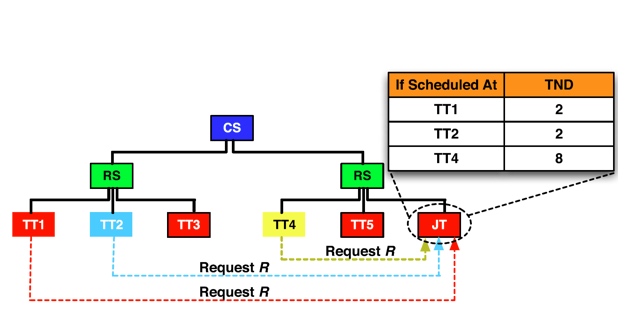 If Scheduled At TND
TT1 2
TT2 2
TT4 8
CS
RS RS
TT1 TT2 TT3 TT4 TT5 JT
Request R
Request R
Request R